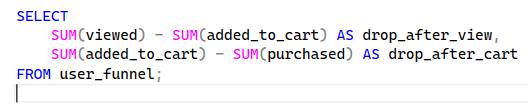 SELECT
    SUM(viewed) - SUM(added_to_cart) AS drop_after_view,
    SUM(added_to_cart) - SUM(purchased) AS drop_after_cart
FROM user_funnel;